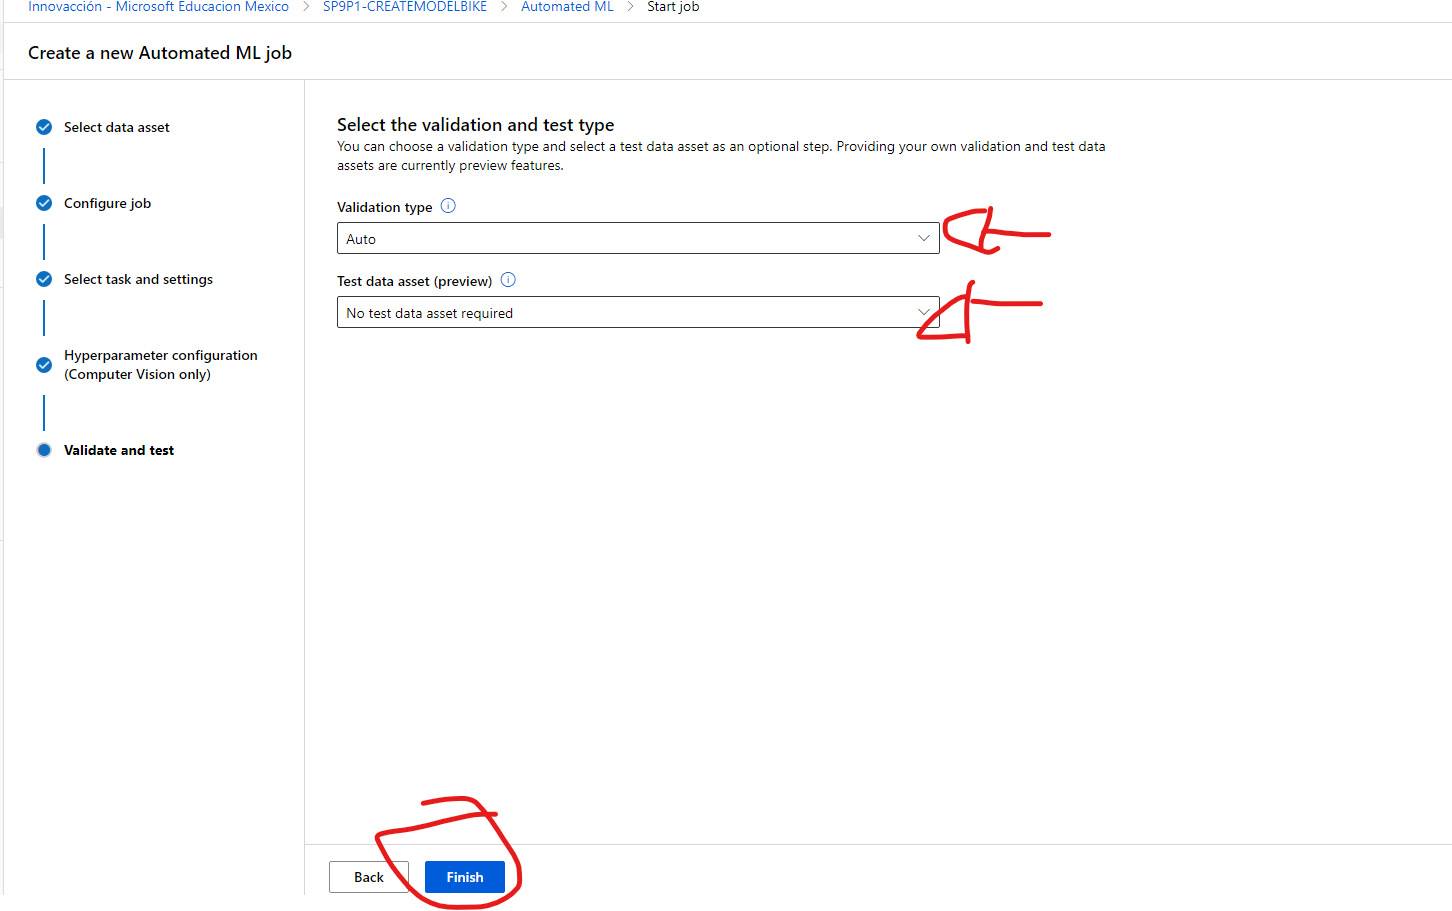 Innovacción - Microsoft Educacion Mexico > SP9P1-CREATEMODELBIKE > Automated ML > Start job
Create a new Automated ML job
Select data asset
Configure job
Select task and settings
Hyperparameter configuration
(Computer Vision only)
Validate and test
Select the validation and test type
You can choose a validation type and select a test data asset as an optional step. Providing your own validation and test data
assets are currently preview features.
Validation type
Auto
Test data asset (preview)
No test data asset required
Back
Finish